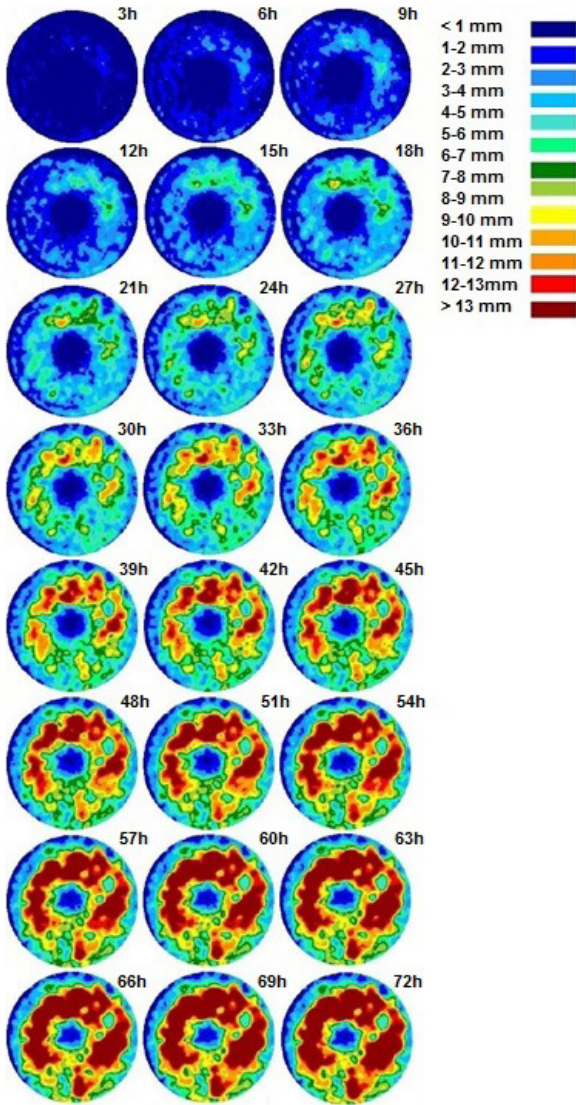 3h
6h
9h
12h
15h
18h
21h
24h
27h
30h
33h
36h
39h
42h
45h
48h
51h
54h
57h
60h
63h
66h
69h
72h
< 1 mm
1-2 mm
2-3 mm
3-4 mm
4-5 mm
5-6 mm
6-7 mm
7-8 mm
8-9 mm
9-10 mm
10-11 mm
11-12 mm
12-13mm
> 13 mm